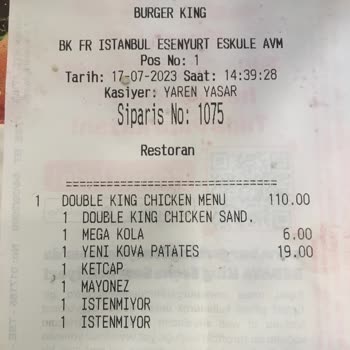 BURGER KING
BK FR ISTANBUL ESENYURT ESKULE AVM
Pos No: 1
Tarih: 17-07-2023 Saat: 14:39:28
Kasiyer: YAREN YASAR
Siparis No: 1075
Restoran
==================================
1 DOUBLE KING CHICKEN MENU 110.00
1 DOUBLE KING CHICKEN SAND.
1 MEGA KOLA 6.00
1 YENI KOVA PATATES 19.00
1 KETCAP
1 MAYONEZ
1 ISTENMIYOR
1 ISTENMIYOR